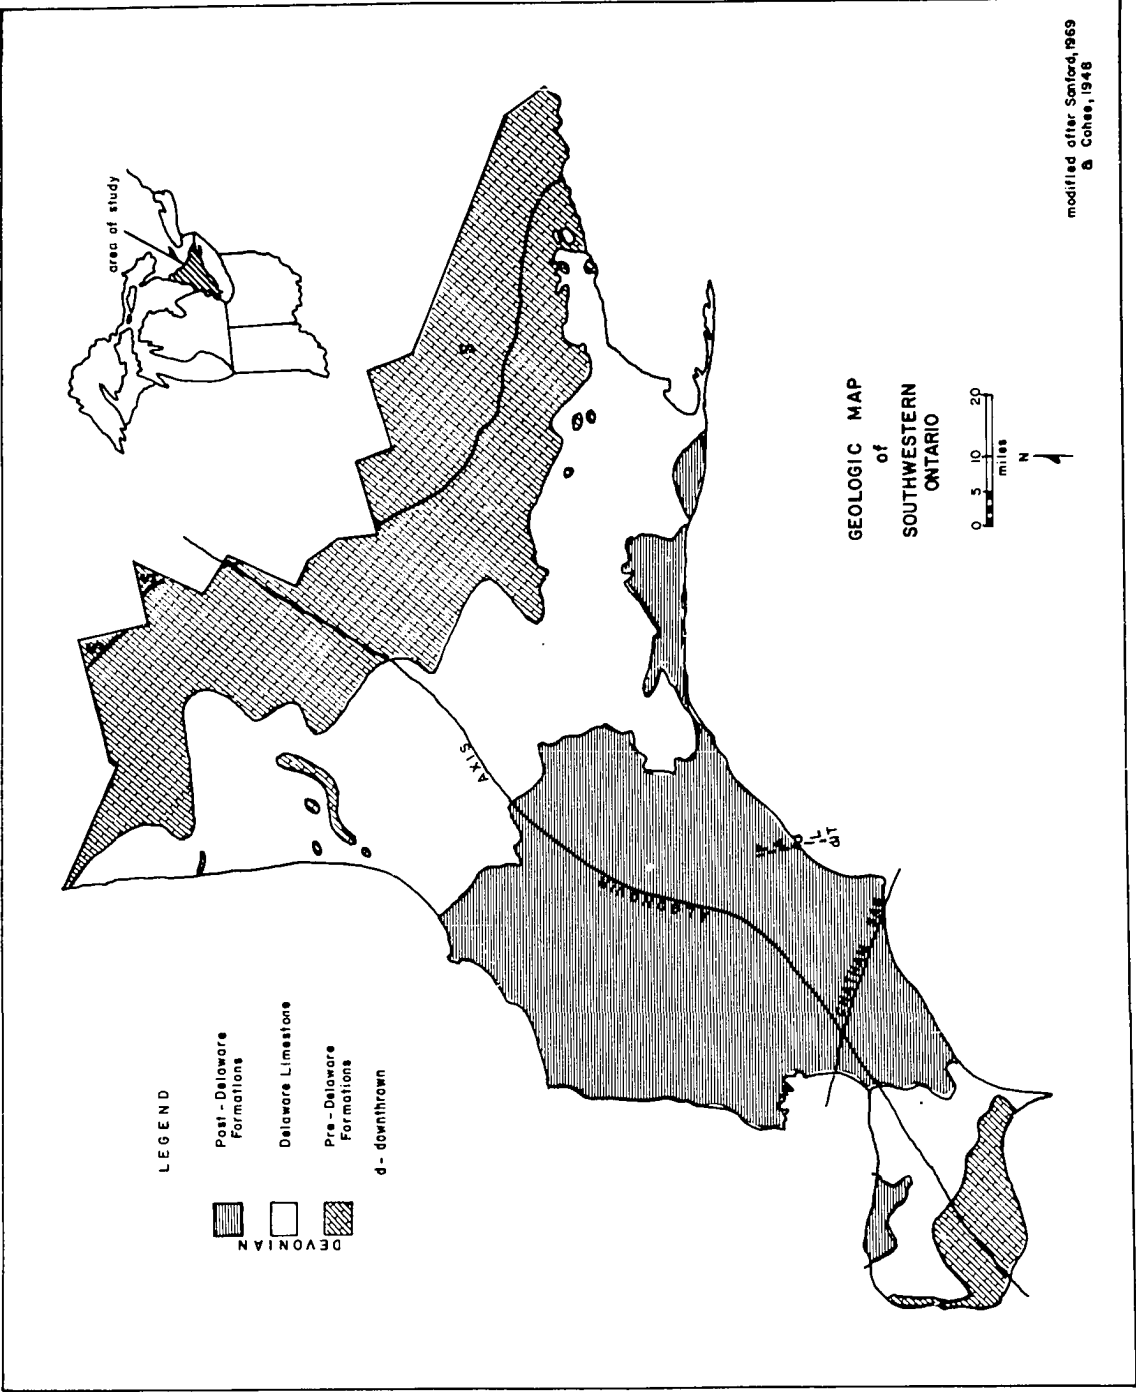 area of study
S
S
S
AXIS
ALGONQUIN
CHATHAM SAG
FAULT
d
LEGEND
DEVONIAN
Post-Delaware
Formations
Delaware Limestone
Pre-Delaware
Formations
d - downthrown
GEOLOGIC MAP
of
SOUTHWESTERN
ONTARIO
0 5 10 20
miles
N
modified after Sanford, 1969
& Cohee, 1948